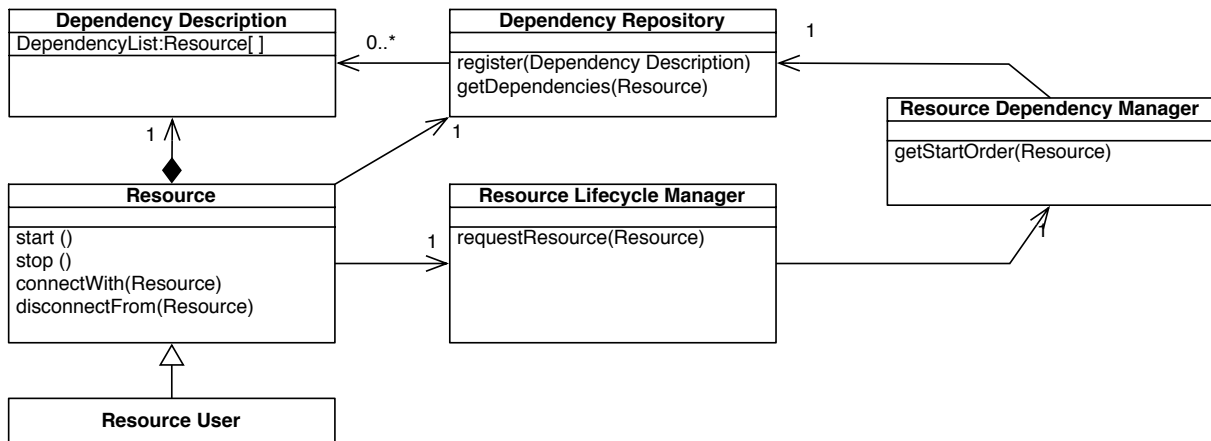 Dependency Description
DependencyList:Resource[ ]
Dependency Repository
register(Dependency Description)
getDependencies(Resource)
0..*
1
Resource Dependency Manager
getStartOrder(Resource)
1
1
Resource
start ()
stop ()
connectWith(Resource)
disconnectFrom(Resource)
1
Resource Lifecycle Manager
requestResource(Resource)
1
Resource User